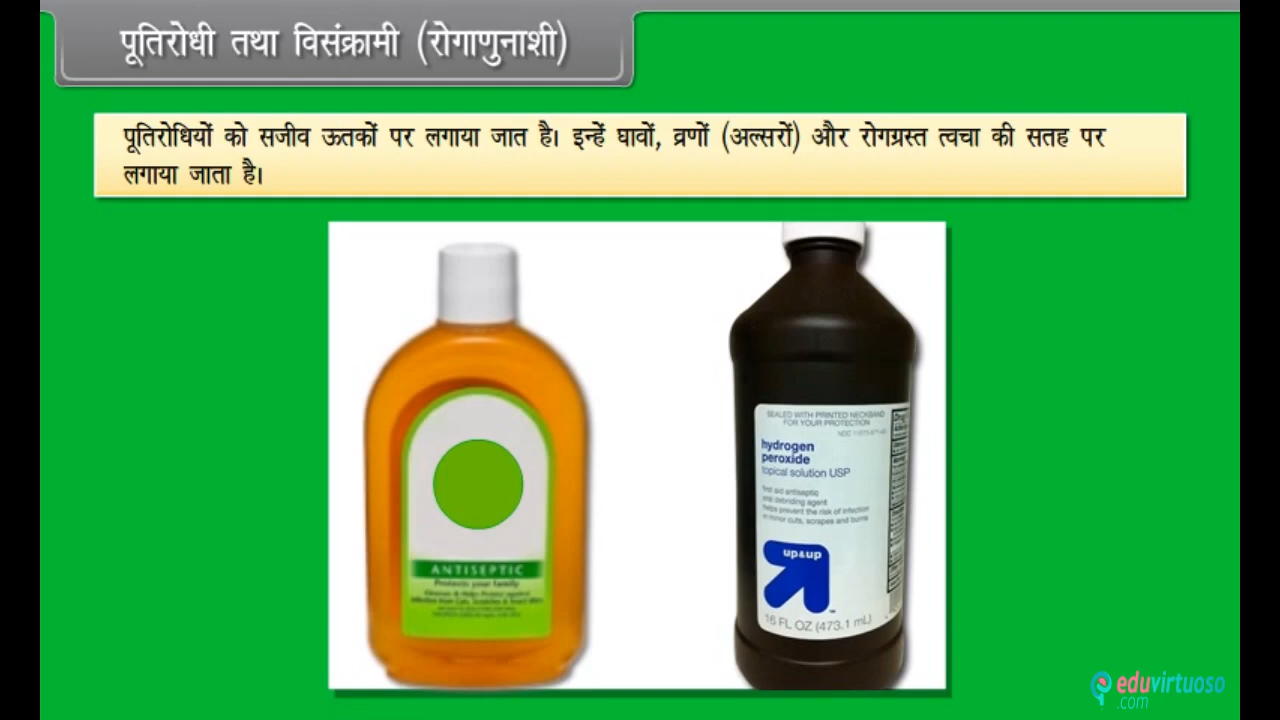 पूतिरोधी तथा विसंक्रामी (रोगाणुनाशी)
पूतिरोधियों को सजीव ऊतकों पर लगाया जात है। इन्हें घावों, व्रणों (अल्सरों) और रोगग्रस्त त्वचा की सतह पर
लगाया जाता है।
ANTISEPTIC
Protects your family
SEALED WITH PRINTED NECKBAND
FOR YOUR PROTECTION
hydrogen
peroxide
topical solution USP
first aid antiseptic
oral debriding agent
helps prevent the risk of infection
in minor cuts, scrapes and burns
up&up
16 FL OZ (473.1 mL)
eduvirtuoso
.com